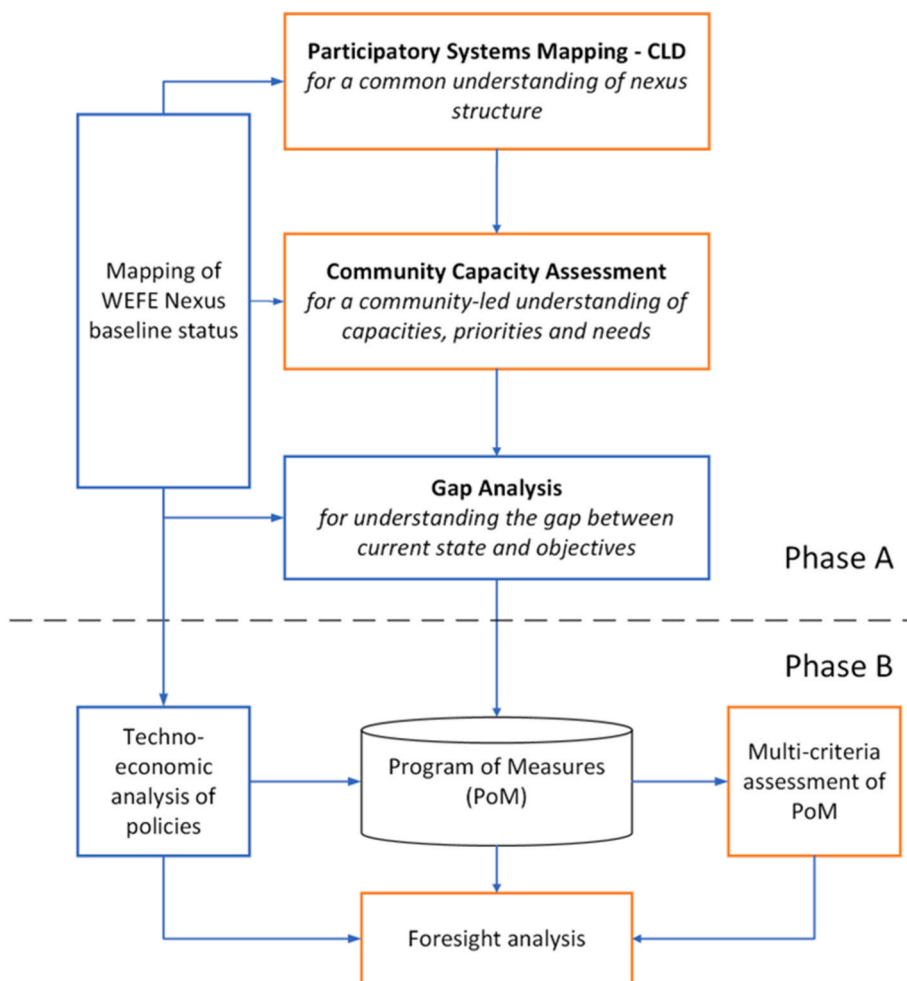 Participatory Systems Mapping - CLD
for a common understanding of nexus
structure
Mapping of
WEFE Nexus
baseline status
Community Capacity Assessment
for a community-led understanding of
capacities, priorities and needs
Gap Analysis
for understanding the gap between
current state and objectives
Phase A
Phase B
Techno-
economic
analysis of
policies
Program of Measures
(PoM)
Multi-criteria
assessment of
PoM
Foresight analysis